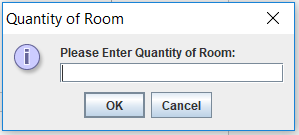 Quantity of Room
Please Enter Quantity of Room:
OK Cancel